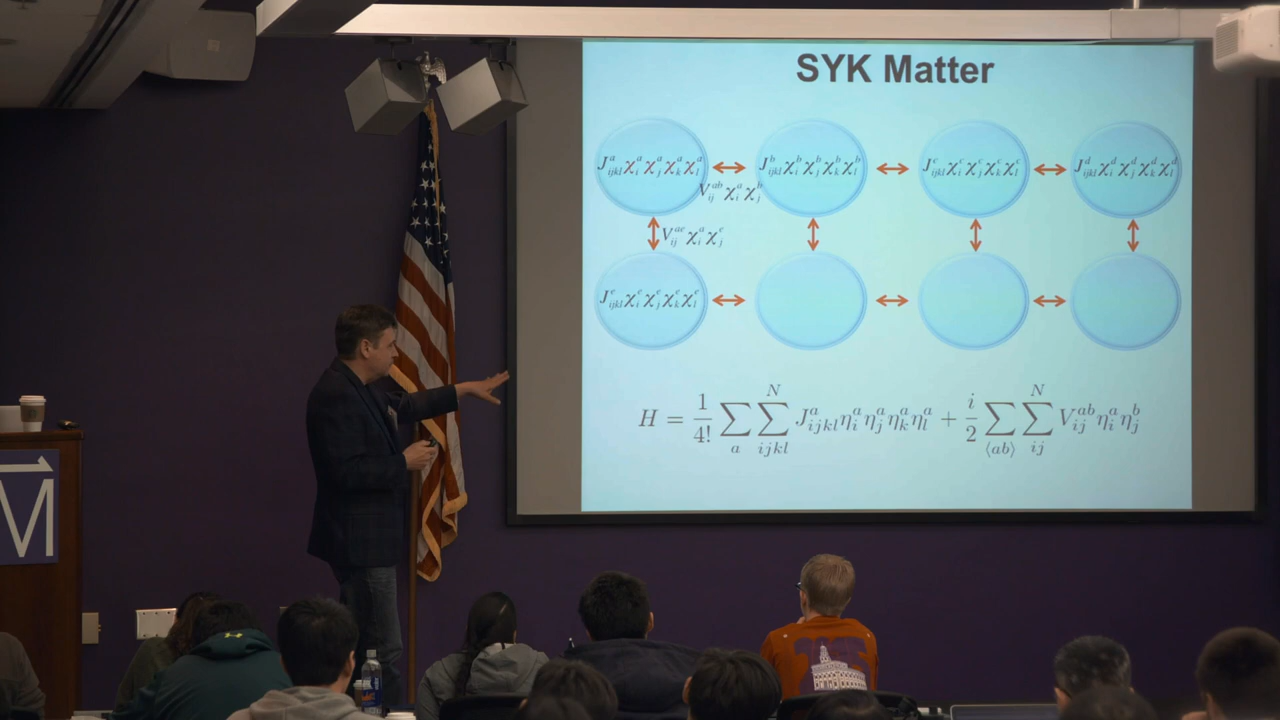 SYK Matter
J^a_{ijkl} χ^a_i χ^a_j χ^a_k χ^a_l
J^b_{ijkl} χ^b_i χ^b_j χ^b_k χ^b_l
J^c_{ijkl} χ^c_i χ^c_j χ^c_k χ^c_l
J^d_{ijkl} χ^d_i χ^d_j χ^d_k χ^d_l
V^{ab}_{ij} χ^a_i χ^b_j
V^{ae}_{ij} χ^a_i χ^e_j
J^e_{ijkl} χ^e_i χ^e_j χ^e_k χ^e_l
H = \frac{1}{4!} \sum_a \sum_{ijkl}^N J^a_{ijkl} η^a_i η^a_j η^a_k η^a_l + \frac{i}{2} \sum_{⟨ab⟩} \sum_{ij}^N V^{ab}_{ij} η^a_i η^b_j